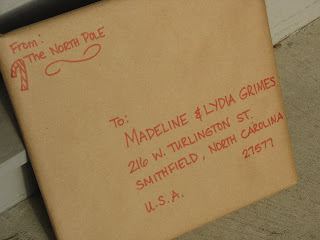 From:
The NORTH POLE
To:
MADELINE & LYDIA GRIMES
216 W. TURLINGTON ST.
SMITHFIELD, NORTH CAROLINA
27577
U.S.A.